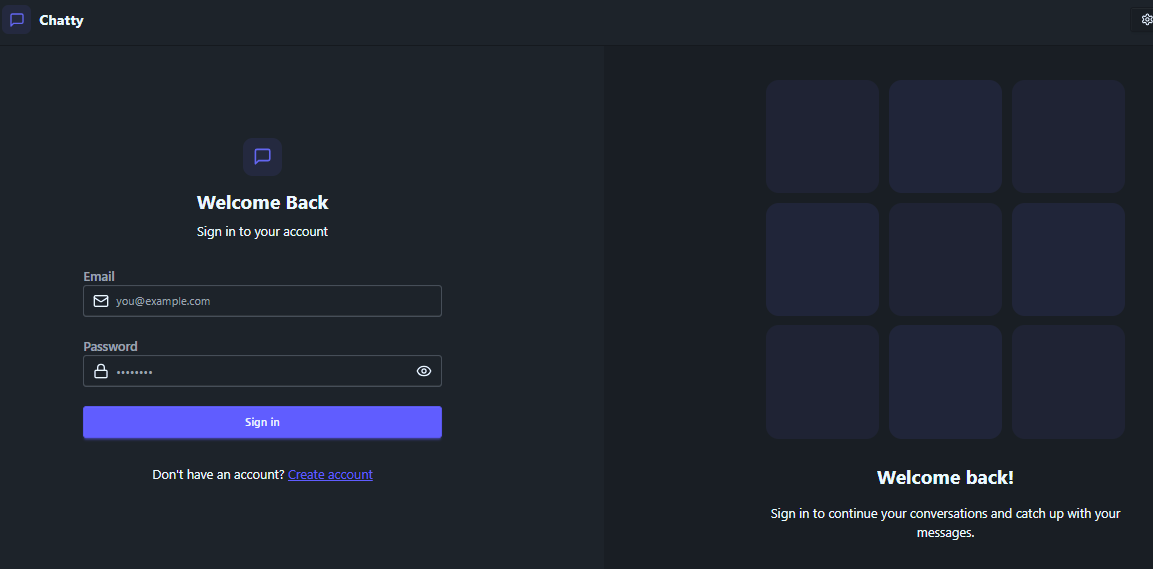 Chatty
Welcome Back
Sign in to your account
Email
you@example.com
Password
••••••••
Sign in
Don't have an account? Create account
Welcome back!
Sign in to continue your conversations and catch up with your
messages.